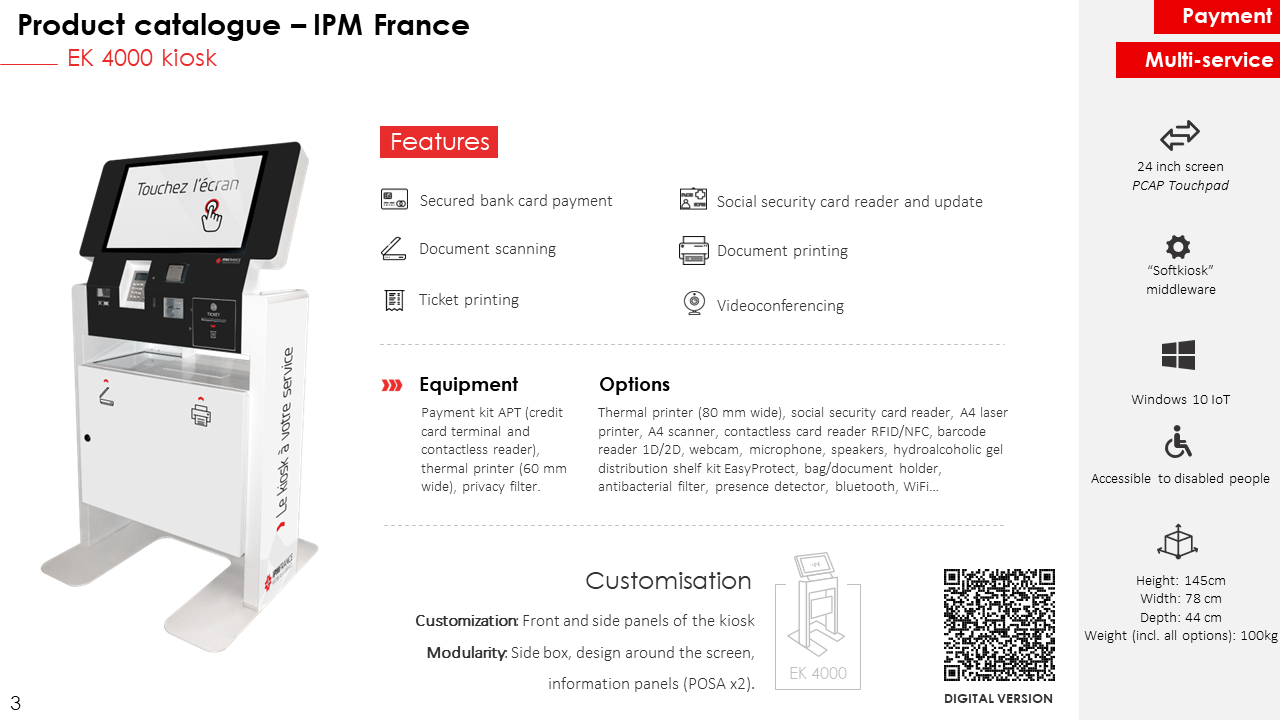 Product catalogue – IPM France
EK 4000 kiosk
Payment
Multi-service
Touchez l'écran
IPMFRANCE
TICKET
Le kiosk à votre service
IPMFRANCE
Features
Secured bank card payment
Social security card reader and update
Document scanning
Document printing
Ticket printing
Videoconferencing
Equipment
Payment kit APT (credit
card terminal and
contactless reader),
thermal printer (60 mm
wide), privacy filter.
Options
Thermal printer (80 mm wide), social security card reader, A4 laser
printer, A4 scanner, contactless card reader RFID/NFC, barcode
reader 1D/2D, webcam, microphone, speakers, hydroalcoholic gel
distribution shelf kit EasyProtect, bag/document holder,
antibacterial filter, presence detector, bluetooth, WiFi...
Customisation
Customization: Front and side panels of the kiosk
Modularity: Side box, design around the screen,
information panels (POSA x2).
EK 4000
DIGITAL VERSION
24 inch screen
PCAP Touchpad
“Softkiosk”
middleware
Windows 10 IoT
Accessible to disabled people
Height: 145cm
Width: 78 cm
Depth: 44 cm
Weight (incl. all options): 100kg
3